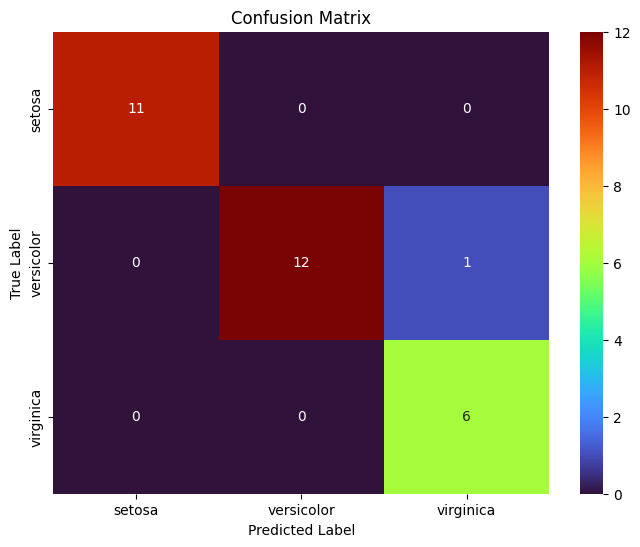 Confusion Matrix
True Label
setosa
11 0 0
versicolor
0 12 1
virginica
0 0 6
setosa versicolor virginica
Predicted Label
12
10
8
6
4
2
0